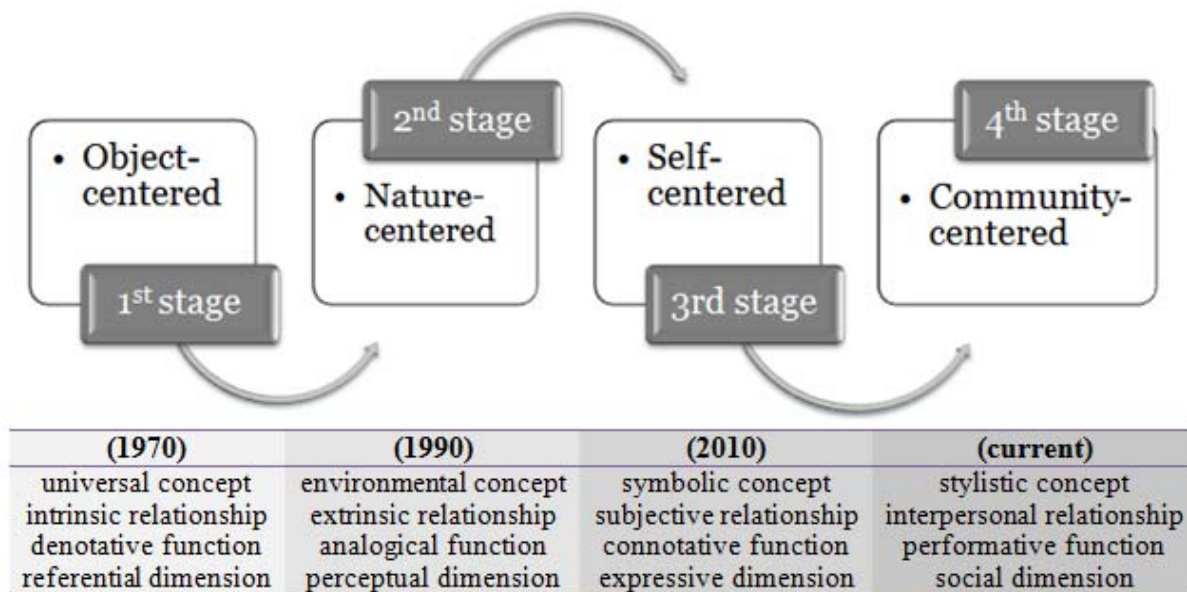 • Object-
centered
1st stage
2nd stage
• Nature-
centered
• Self-
centered
3rd stage
4th stage
• Community-
centered
(1970) (1990) (2010) (current)
universal concept environmental concept symbolic concept stylistic concept
intrinsic relationship extrinsic relationship subjective relationship interpersonal relationship
denotative function analogical function connotative function performative function
referential dimension perceptual dimension expressive dimension social dimension